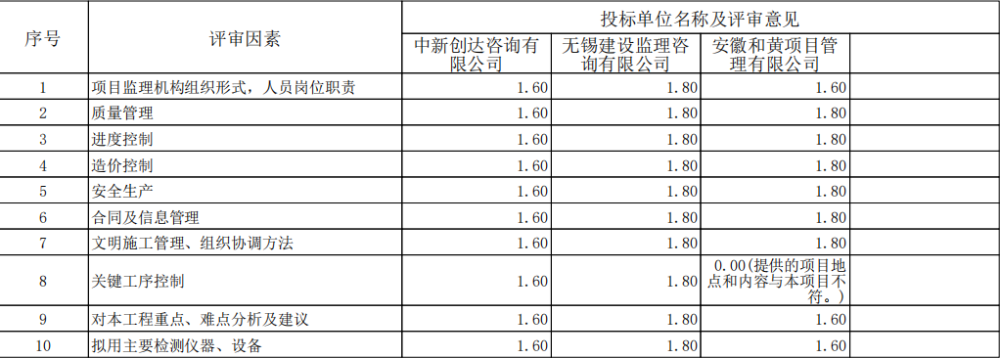 投标单位名称及评审意见
序号 评审因素
中新创达咨询有限公司 无锡建设监理咨询有限公司 安徽和黄项目管理有限公司
1 项目监理机构组织形式，人员岗位职责 1.60 1.80 1.60
2 质量管理 1.60 1.80 1.80
3 进度控制 1.60 1.80 1.80
4 造价控制 1.60 1.80 1.80
5 安全生产 1.60 1.80 1.80
6 合同及信息管理 1.60 1.80 1.80
7 文明施工管理、组织协调方法 1.60 1.80 1.80
8 关键工序控制 1.60 1.80 0.00(提供的项目地点和内容与本项目不符。)
9 对本工程重点、难点分析及建议 1.60 1.80 1.60
10 拟用主要检测仪器、设备 1.60 1.80 1.60